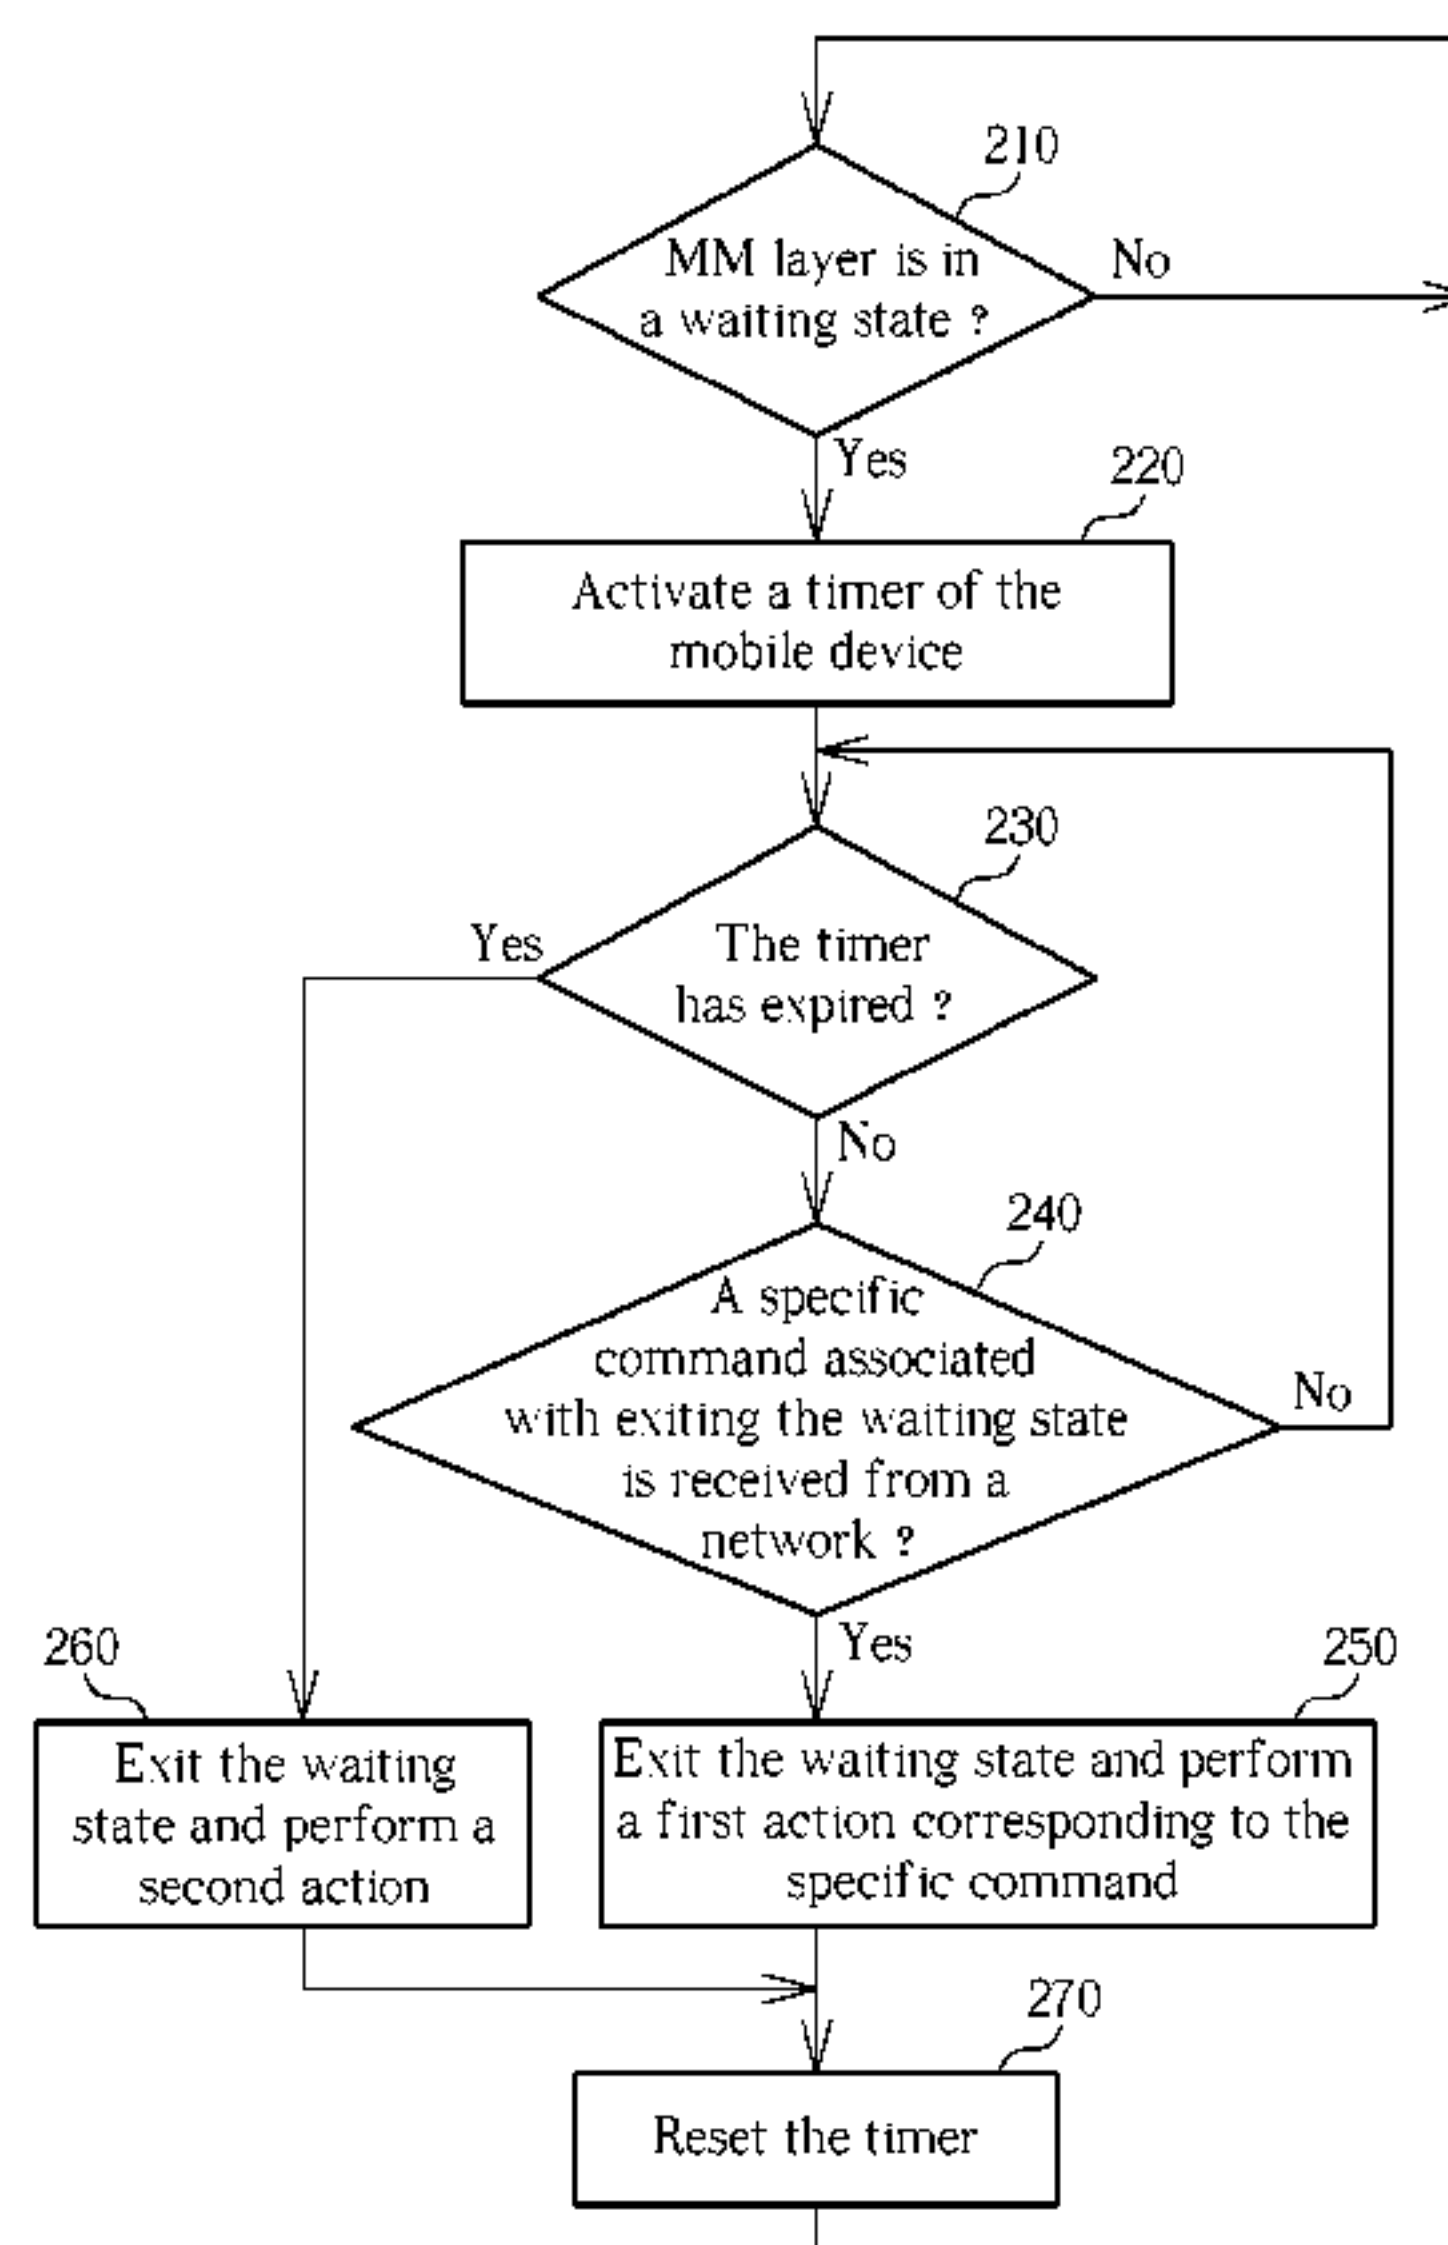 210
MM layer is in
a waiting state ?
No
Yes
220
Activate a timer of the
mobile device
230
The timer
has expired ?
Yes
No
240
A specific
command associated
with exiting the waiting state
is received from a
network ?
No
Yes
260
Exit the waiting
state and perform a
second action
250
Exit the waiting state and perform
a first action corresponding to the
specific command
270
Reset the timer